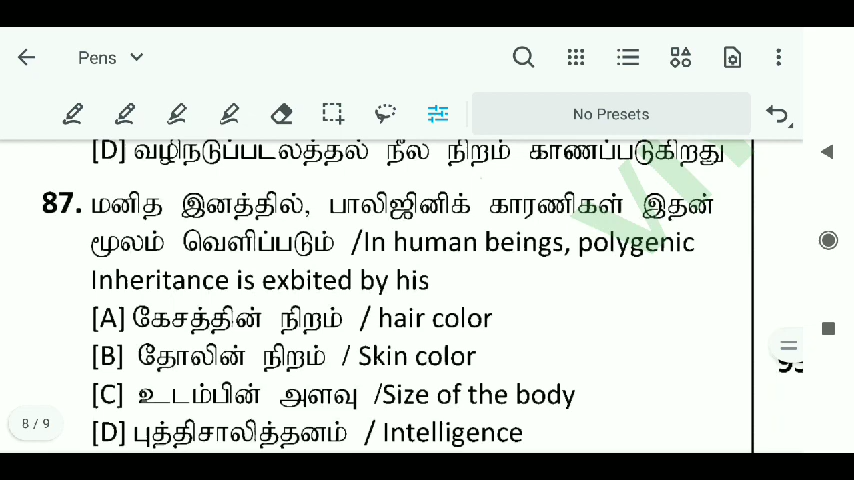 Pens
No Presets
[D] வழிநடுப்படலத்தல் நீல நிறம் காணப்படுகிறது
87. மனித இனத்தில், பாலிஜினிக் காரணிகள் இதன்
மூலம் வெளிப்படும் /In human beings, polygenic
Inheritance is exbited by his
[A] கேசத்தின் நிறம் / hair color
[B] தோலின் நிறம் / Skin color
[C] உடம்பின் அளவு /Size of the body
[D] புத்திசாலித்தனம் / Intelligence
8 / 9